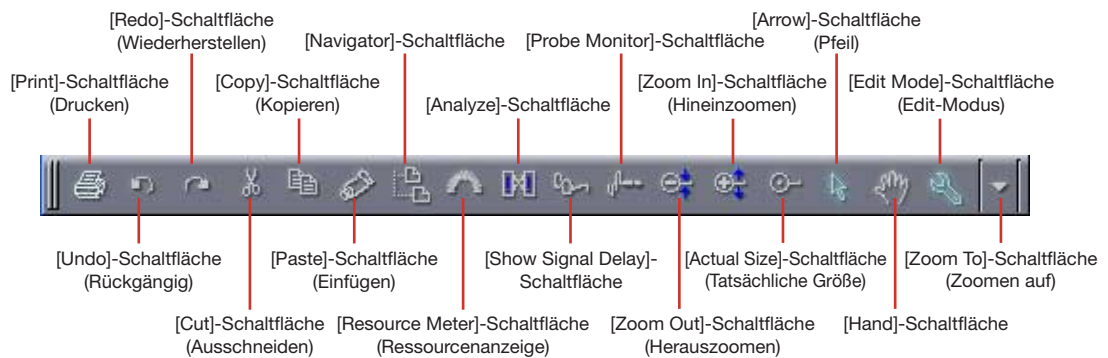 [Redo]-Schaltfläche
(Wiederherstellen)
[Arrow]-Schaltfläche
(Pfeil)
[Navigator]-Schaltfläche
[Probe Monitor]-Schaltfläche
[Print]-Schaltfläche
(Drucken)
[Copy]-Schaltfläche
(Kopieren)
[Analyze]-Schaltfläche
[Zoom In]-Schaltfläche
(Hineinzoomen)
[Edit Mode]-Schaltfläche
(Edit-Modus)
[Undo]-Schaltfläche
(Rückgängig)
[Paste]-Schaltfläche
(Einfügen)
[Show Signal Delay]-
Schaltfläche
[Actual Size]-Schaltfläche
(Tatsächliche Größe)
[Zoom To]-Schaltfläche
(Zoomen auf)
[Cut]-Schaltfläche
(Ausschneiden)
[Resource Meter]-Schaltfläche
(Ressourcenanzeige)
[Zoom Out]-Schaltfläche
(Herauszoomen)
[Hand]-Schaltfläche